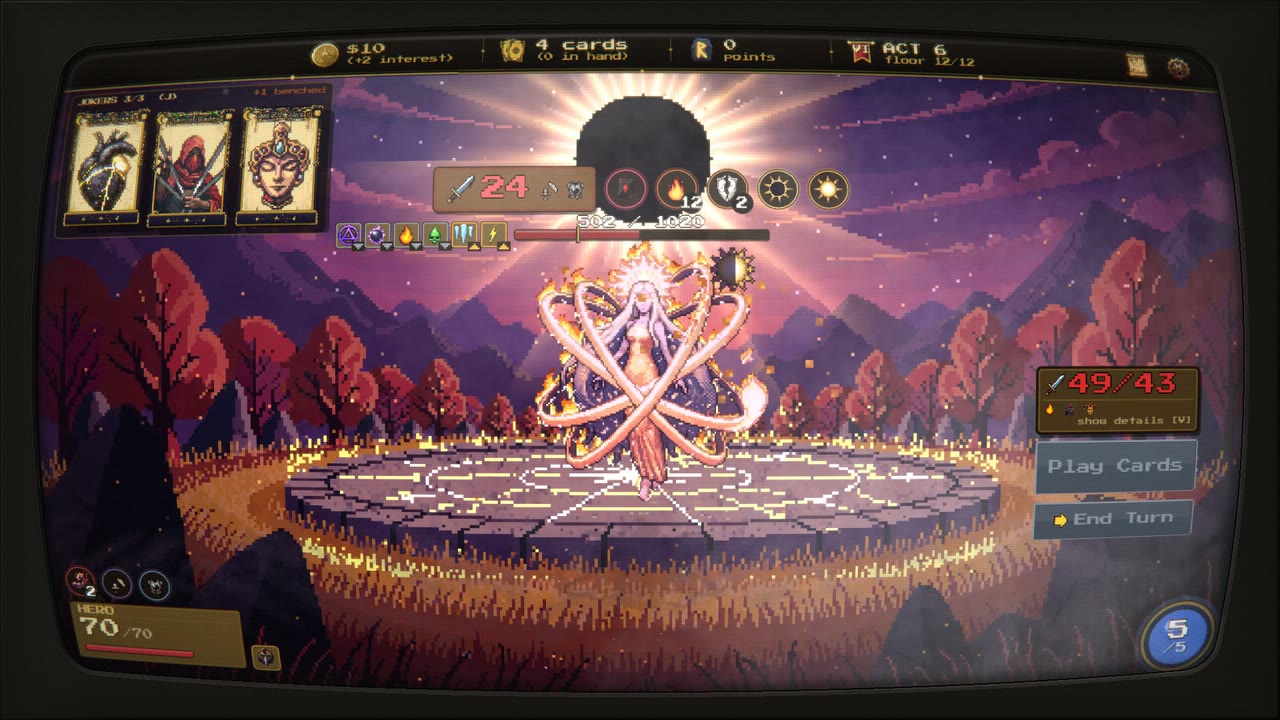 $10
(+2 interest)
4 cards
(0 in hand)
R
0
points
VI
ACT 6
floor 12/12
JOKERS 3/3 (J)
+1 benched
24
12
2
502 / 1020
49/43
show details [V]
Play Cards
End Turn
2
HERO
70/70
5
/5